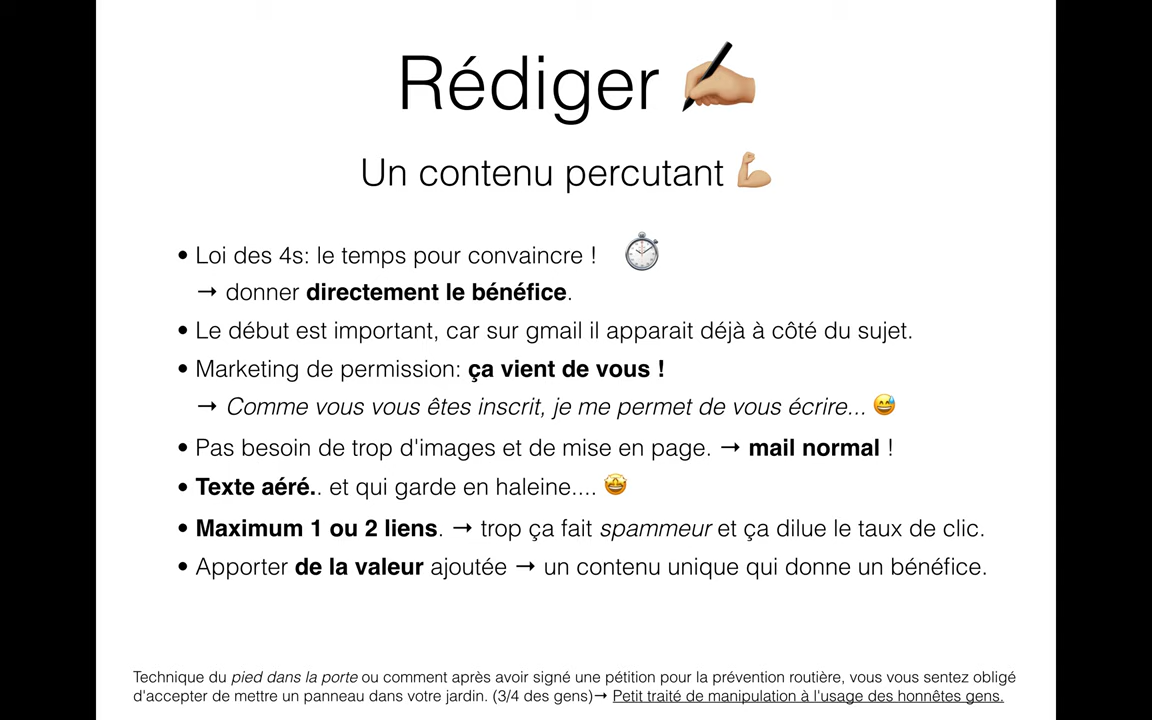 Rédiger ✍🏼
Un contenu percutant 💪🏼
• Loi des 4s: le temps pour convaincre ! ⏱
→ donner directement le bénéfice.
• Le début est important, car sur gmail il apparait déjà à côté du sujet.
• Marketing de permission: ça vient de vous !
→ Comme vous vous êtes inscrit, je me permet de vous écrire... 😅
• Pas besoin de trop d'images et de mise en page. → mail normal !
• Texte aéré.. et qui garde en haleine.... 🤩
• Maximum 1 ou 2 liens. → trop ça fait spammeur et ça dilue le taux de clic.
• Apporter de la valeur ajoutée → un contenu unique qui donne un bénéfice.
Technique du pied dans la porte ou comment après avoir signé une pétition pour la prévention routière, vous vous sentez obligé
d'accepter de mettre un panneau dans votre jardin. (3/4 des gens)→ Petit traité de manipulation à l'usage des honnêtes gens.